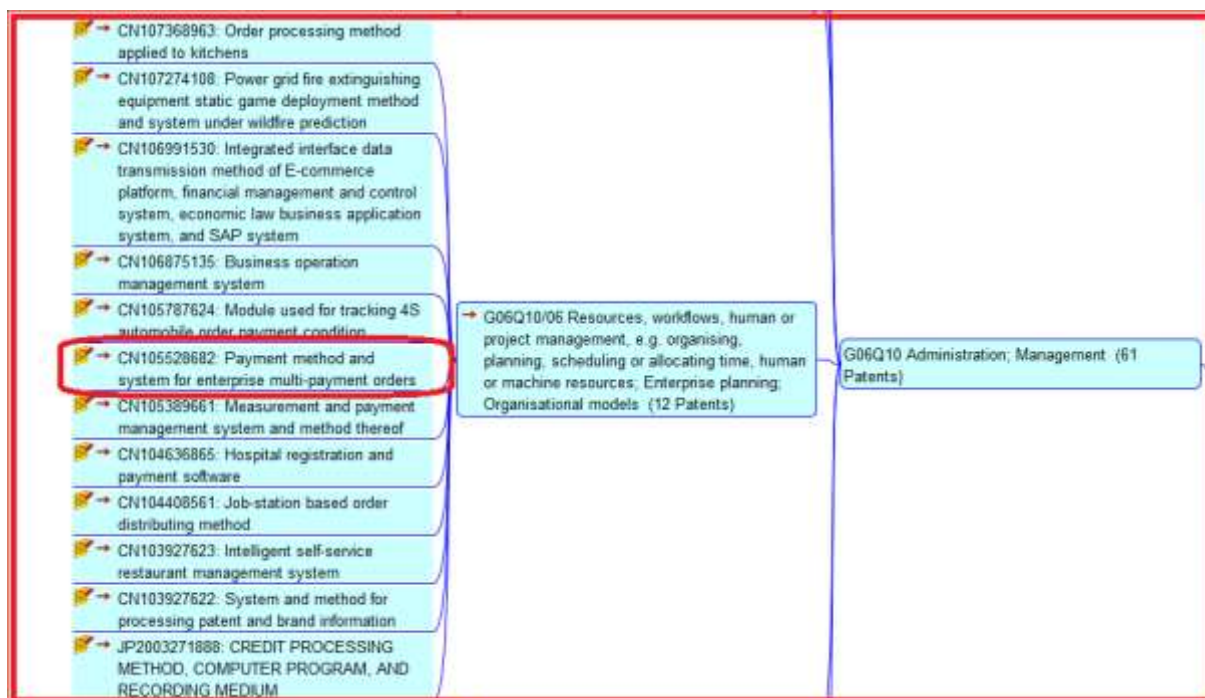 CN107368963: Order processing method
applied to kitchens
CN107274108: Power grid fire extinguishing
equipment static game deployment method
and system under wildfire prediction
CN106991530: Integrated interface data
transmission method of E-commerce
platform, financial management and control
system, economic law business application
system, and SAP system
CN106875135: Business operation
management system
CN105787624: Module used for tracking 4S
automobile order payment condition
CN105528682: Payment method and
system for enterprise multi-payment orders
CN105389661: Measurement and payment
management system and method thereof
CN104636865: Hospital registration and
payment software
CN104408561: Job-station based order
distributing method
CN103927623: Intelligent self-service
restaurant management system
CN103927622: System and method for
processing patent and brand information
JP2003271888: CREDIT PROCESSING
METHOD, COMPUTER PROGRAM, AND
RECORDING MEDIUM
G06Q10/06 Resources, workflows, human or
project management, e.g. organising,
planning, scheduling or allocating time, human
or machine resources; Enterprise planning;
Organisational models (12 Patents)
G06Q10 Administration; Management (61
Patents)